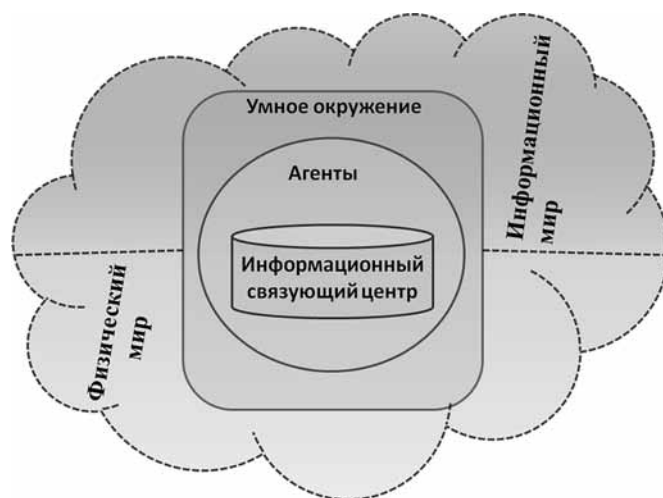 Умное окружение
Агенты
Информационный
связующий центр
Информационный
мир
Физический
мир